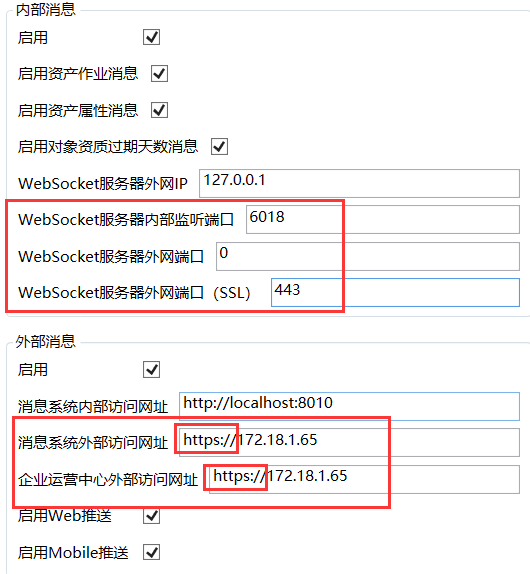 内部消息
启用
启用资产作业消息
启用资产属性消息
启用对象资质过期天数消息
WebSocket服务器外网IP 127.0.0.1
WebSocket服务器内部监听端口 6018
WebSocket服务器外网端口 0
WebSocket服务器外网端口（SSL） 443
外部消息
启用
消息系统内部访问网址 http://localhost:8010
消息系统外部访问网址 https://172.18.1.65
企业运营中心外部访问网址 https://172.18.1.65
启用Web推送
启用Mobile推送